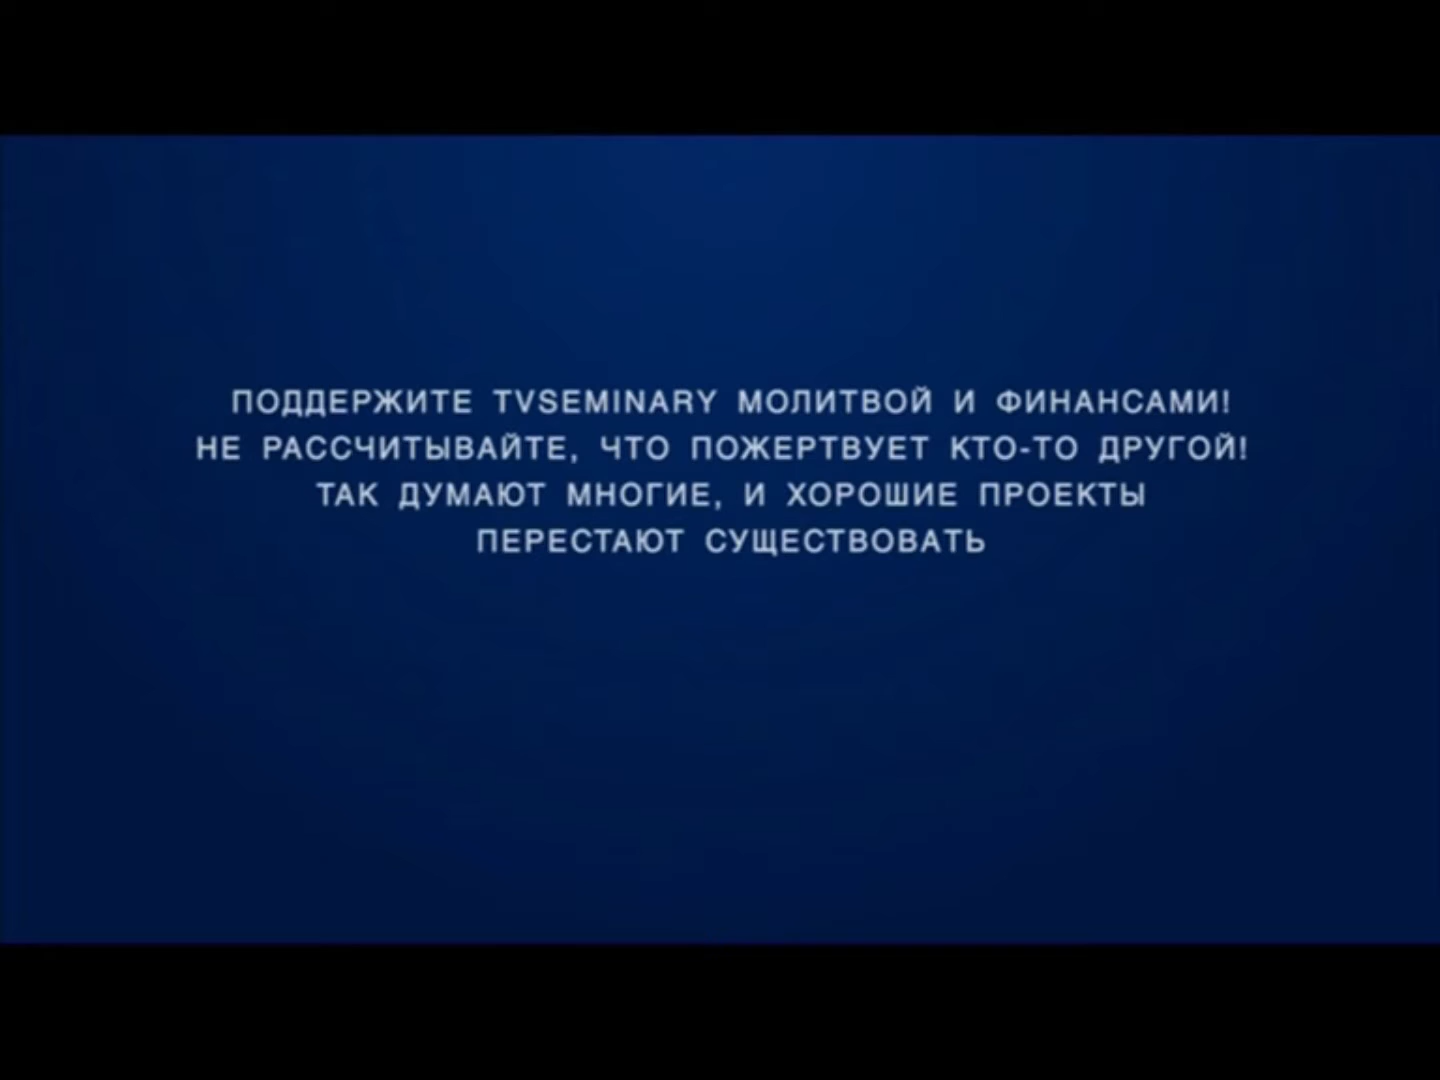 ПОДДЕРЖИТЕ TVSEMINARY МОЛИТВОЙ И ФИНАНСАМИ!
НЕ РАССЧИТЫВАЙТЕ, ЧТО ПОЖЕРТВУЕТ КТО-ТО ДРУГОЙ!
ТАК ДУМАЮТ МНОГИЕ, И ХОРОШИЕ ПРОЕКТЫ
ПЕРЕСТАЮТ СУЩЕСТВОВАТЬ